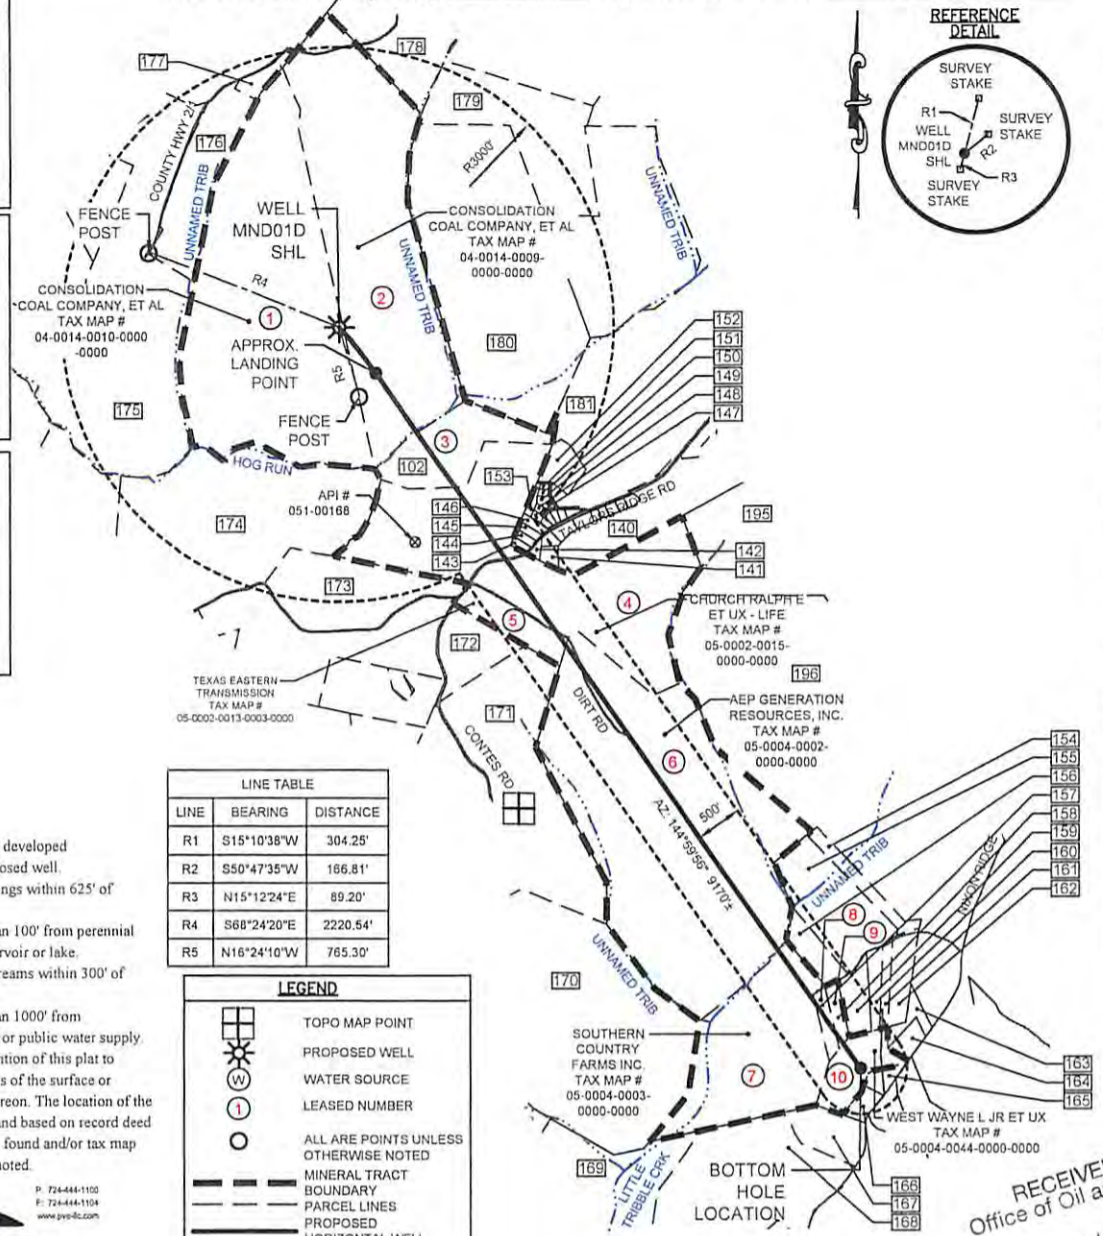 REFERENCE
DETAIL
SURVEY
STAKE
R1
SURVEY
STAKE
WELL
MND01D
SHL
R2
R3
SURVEY
STAKE
178
177
179
176
COUNTY HWY 2/1
R3000'
UNNAMED TRIB
UNNAMED TRIB
FENCE
POST
WELL
MND01D
SHL
CONSOLIDATION
COAL COMPANY, ET AL
TAX MAP #
04-0014-0009-
0000-0000
UNNAMED TRIB
R4
CONSOLIDATION
COAL COMPANY, ET AL
TAX MAP #
04-0014-0010-0000
-0000
1
2
180
APPROX.
LANDING
POINT
R5
FENCE
POST
152
151
150
149
148
147
181
175
3
HOG RUN
102
153
API #
051-00168
146
145
144
143
TAYLORS RIDGE RD
140
195
174
142
141
173
4
CHURCH RALPH E
ET UX - LIFE
TAX MAP #
05-0002-0015-
0000-0000
5
172
196
TEXAS EASTERN
TRANSMISSION
TAX MAP #
05-0002-0013-0003-0000
171
CONTES RD
DIRT RD
AEP GENERATION
RESOURCES, INC.
TAX MAP #
05-0004-0002-
0000-0000
6
154
155
156
157
158
159
160
161
162
AZ: 144°59'56" 9170'±
500'
UNNAMED TRIB
NIXON RIDGE
LINE TABLE
LINE BEARING DISTANCE
R1 S15°10'38"W 304.25'
R2 S50°47'35"W 166.81'
R3 N15°12'24"E 89.20'
R4 S68°24'20"E 2220.54'
R5 N16°24'10"W 765.30'
developed
osed well.
ngs within 625' of
an 100' from perennial
rvoir or lake.
reams within 300' of
an 1000' from
or public water supply.
ntion of this plat to
s of the surface or
reon. The location of the
and based on record deed
found and/or tax map
noted.
P: 724-444-1100
F: 724-444-1104
www.pve-llc.com
LEGEND
TOPO MAP POINT
PROPOSED WELL
W WATER SOURCE
1 LEASED NUMBER
ALL ARE POINTS UNLESS
OTHERWISE NOTED
MINERAL TRACT
BOUNDARY
PARCEL LINES
PROPOSED
HORIZONTAL WELL
8
9
170
UNNAMED TRIB
SOUTHERN
COUNTRY
FARMS INC.
TAX MAP #
05-0004-0003-
0000-0000
7
10
163
164
165
WEST WAYNE L JR ET UX
TAX MAP #
05-0004-0044-0000-0000
169
LITTLE
TRIBBLE CRK
BOTTOM
HOLE
LOCATION
166
167
168
RECEIVE
Office of Oil a